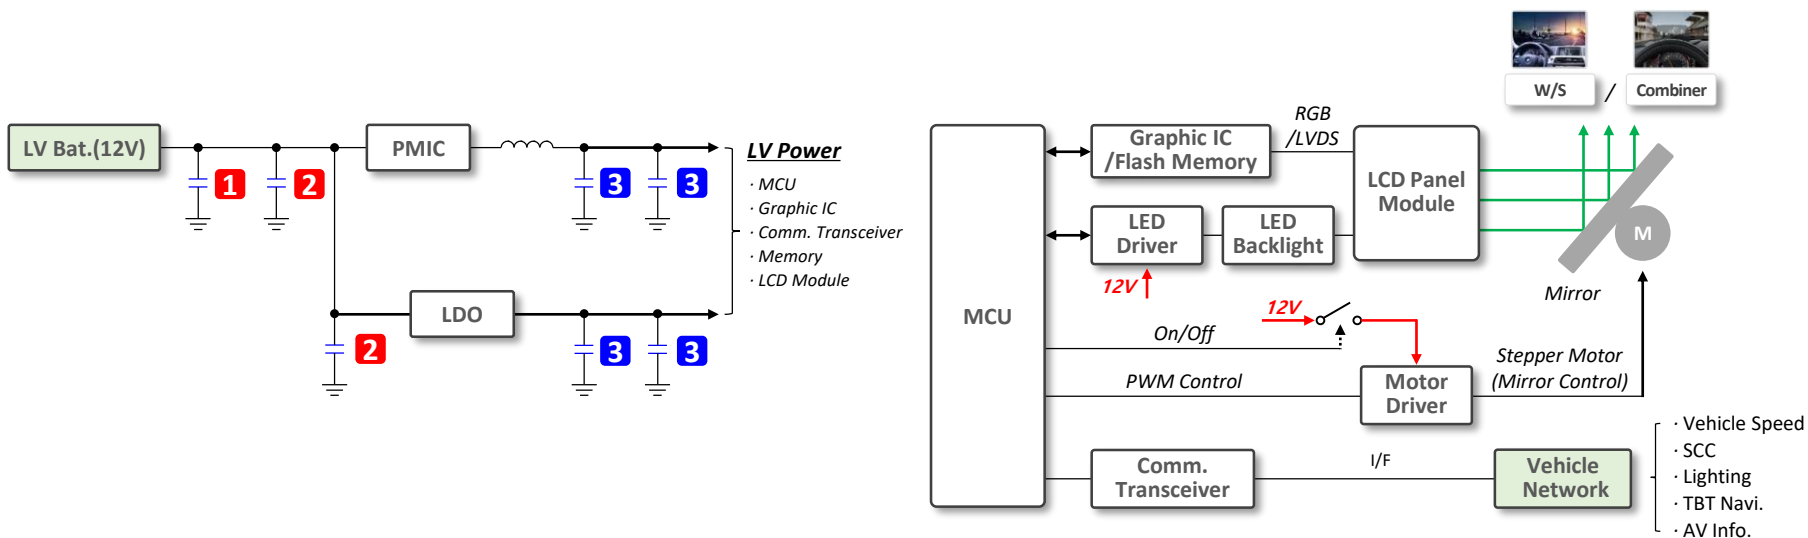 LV Bat.(12V)
PMIC
1
2
3
3
LV Power
· MCU
· Graphic IC
· Comm. Transceiver
· Memory
· LCD Module
LDO
2
3
3
W/S
/
Combiner
MCU
Graphic IC
/Flash Memory
RGB
/LVDS
LCD Panel
Module
LED
Driver
LED
Backlight
12V
M
Mirror
12V
On/Off
PWM Control
Motor
Driver
Stepper Motor
(Mirror Control)
Comm.
Transceiver
I/F
Vehicle
Network
· Vehicle Speed
· SCC
· Lighting
· TBT Navi.
· AV Info.